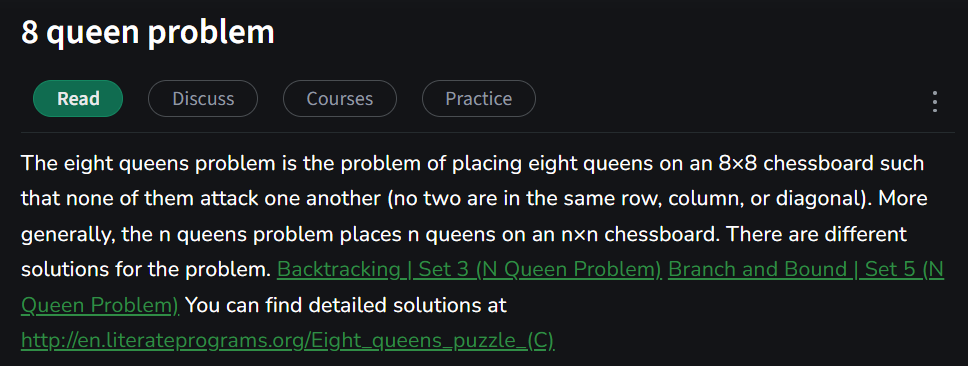 8 queen problem
Read Discuss Courses Practice
The eight queens problem is the problem of placing eight queens on an 8×8 chessboard such
that none of them attack one another (no two are in the same row, column, or diagonal). More
generally, the n queens problem places n queens on an n×n chessboard. There are different
solutions for the problem. Backtracking | Set 3 (N Queen Problem) Branch and Bound | Set 5 (N
Queen Problem) You can find detailed solutions at
http://en.literateprograms.org/Eight_queens_puzzle_(C)